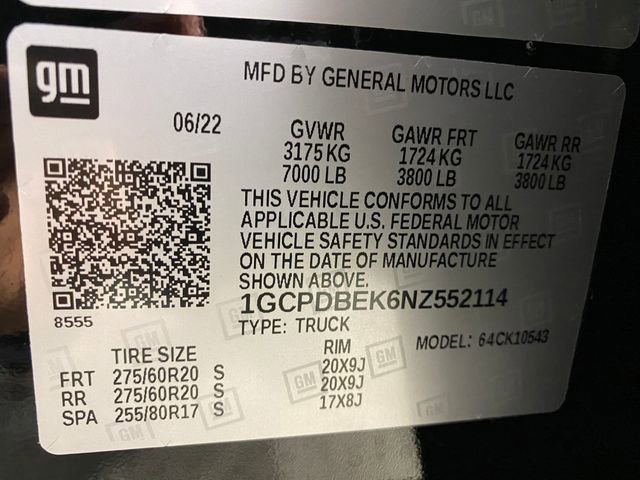 gm
MFD BY GENERAL MOTORS LLC
06/22
GVWR GAWR FRT GAWR RR
3175 KG 1724 KG 1724 KG
7000 LB 3800 LB 3800 LB
THIS VEHICLE CONFORMS TO ALL
APPLICABLE U.S. FEDERAL MOTOR
VEHICLE SAFETY STANDARDS IN EFFECT
ON THE DATE OF MANUFACTURE
SHOWN ABOVE.
1GCPDBEK6NZ552114
8555
TYPE: TRUCK
MODEL: 64CK10543
TIRE SIZE RIM
FRT 275/60R20 S 20X9J
RR 275/60R20 S 20X9J
SPA 255/80R17 S 17X8J